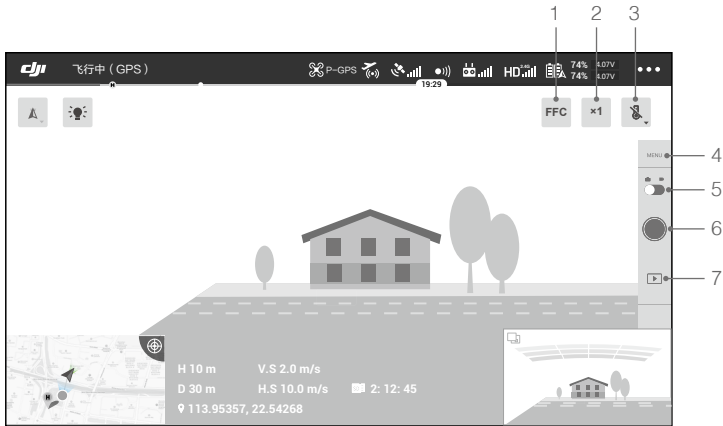 1 2 3
dji 飞行中（GPS） P-GPS HD 2.4G 74% 4.07V
74% 4.07V
H 19:29
FFC ×1
MENU 4
5
6
7
H 10 m V.S 2.0 m/s
D 30 m H.S 10.0 m/s 2: 12: 45
H 113.95357, 22.54268